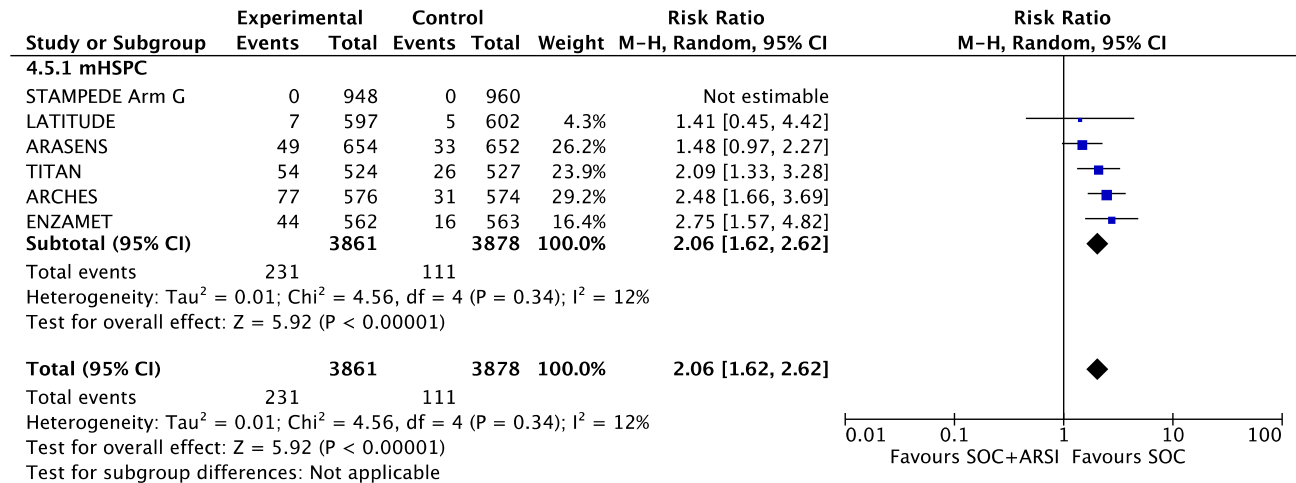 Experimental Control Risk Ratio Risk Ratio
Study or Subgroup Events Total Events Total Weight M-H, Random, 95% CI M-H, Random, 95% CI
4.5.1 mHSPC
STAMPEDE Arm G 0 948 0 960 Not estimable
LATITUDE 7 597 5 602 4.3% 1.41 [0.45, 4.42]
ARASENS 49 654 33 652 26.2% 1.48 [0.97, 2.27]
TITAN 54 524 26 527 23.9% 2.09 [1.33, 3.28]
ARCHES 77 576 31 574 29.2% 2.48 [1.66, 3.69]
ENZAMET 44 562 16 563 16.4% 2.75 [1.57, 4.82]
Subtotal (95% CI) 3861 3878 100.0% 2.06 [1.62, 2.62]
Total events 231 111
Heterogeneity: Tau² = 0.01; Chi² = 4.56, df = 4 (P = 0.34); I² = 12%
Test for overall effect: Z = 5.92 (P < 0.00001)
Total (95% CI) 3861 3878 100.0% 2.06 [1.62, 2.62]
Total events 231 111
Heterogeneity: Tau² = 0.01; Chi² = 4.56, df = 4 (P = 0.34); I² = 12%
Test for overall effect: Z = 5.92 (P < 0.00001)
Test for subgroup differences: Not applicable
0.01 0.1 1 10 100
Favours SOC+ARSI Favours SOC